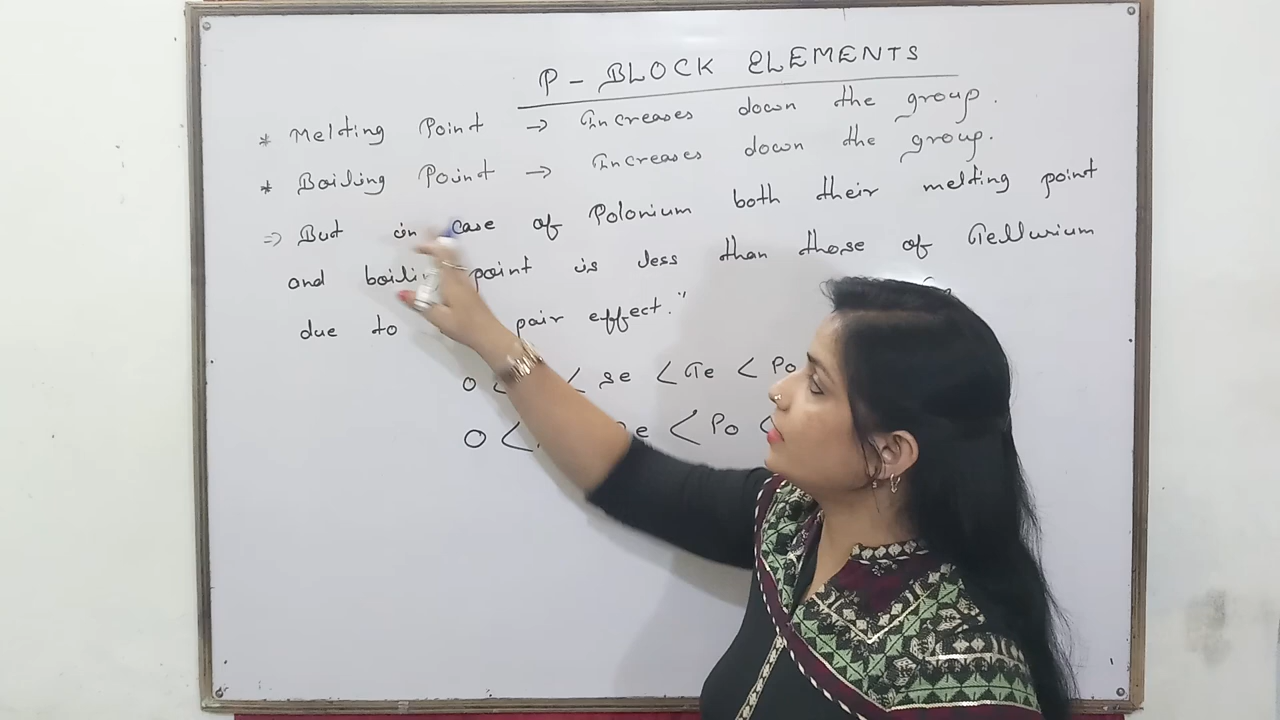 P - BLOCK ELEMENTS
* Melting Point → Increases down the group.
* Boiling Point → Increases down the group.
⇒ But in case of Polonium both their melting point
and boilin point is less than those of Tellurium
due to pair effect."
O < < se < Te < Po
O < e < Po <